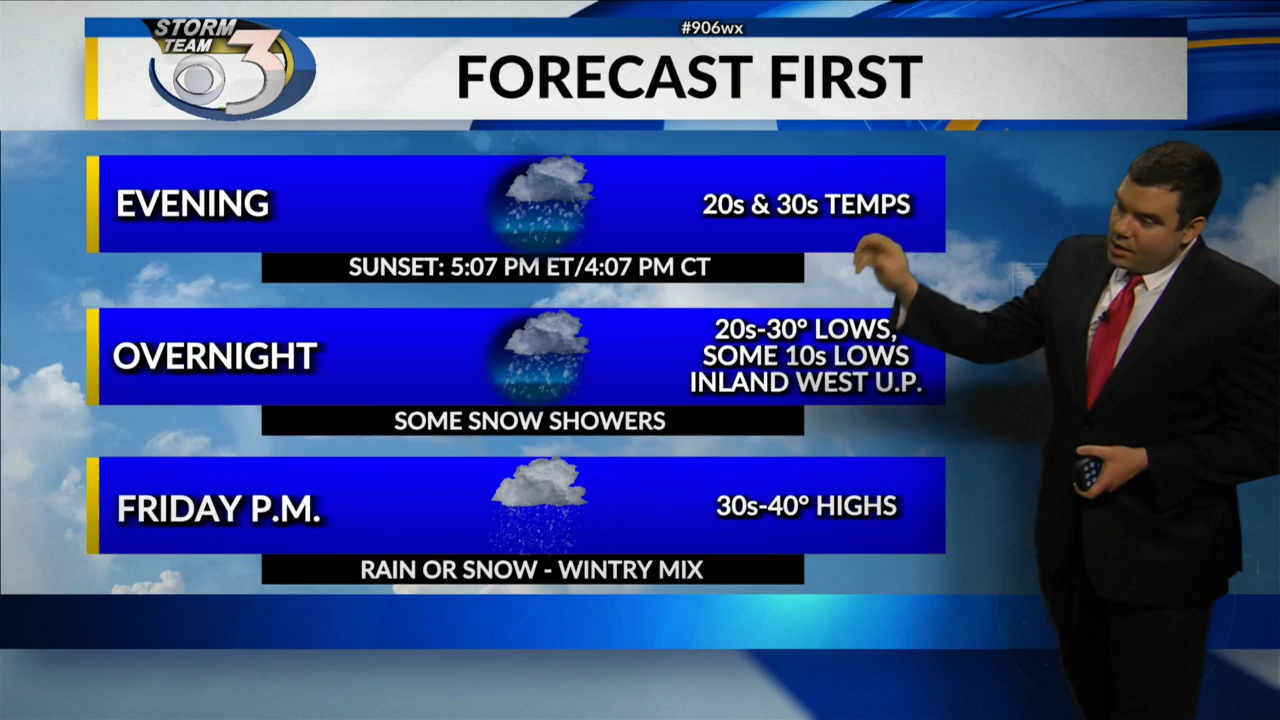 #906wx
STORM
TEAM
3
FORECAST FIRST
EVENING
20s & 30s TEMPS
SUNSET: 5:07 PM ET/4:07 PM CT
OVERNIGHT
20s-30° LOWS,
SOME 10s LOWS
INLAND WEST U.P.
SOME SNOW SHOWERS
FRIDAY P.M.
30s-40° HIGHS
RAIN OR SNOW - WINTRY MIX